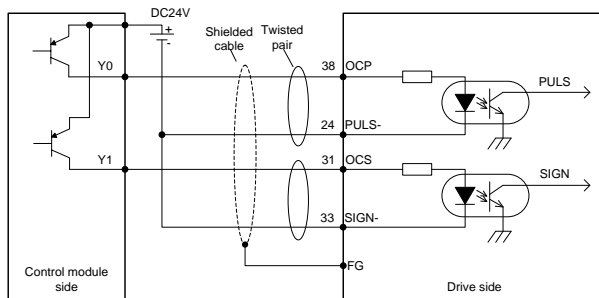 DC24V
+
-
Shielded
cable
Twisted
pair
Y0
38
OCP
PULS
24
PULS-
Y1
31
OCS
SIGN
33
SIGN-
FG
Control module
side
Drive side